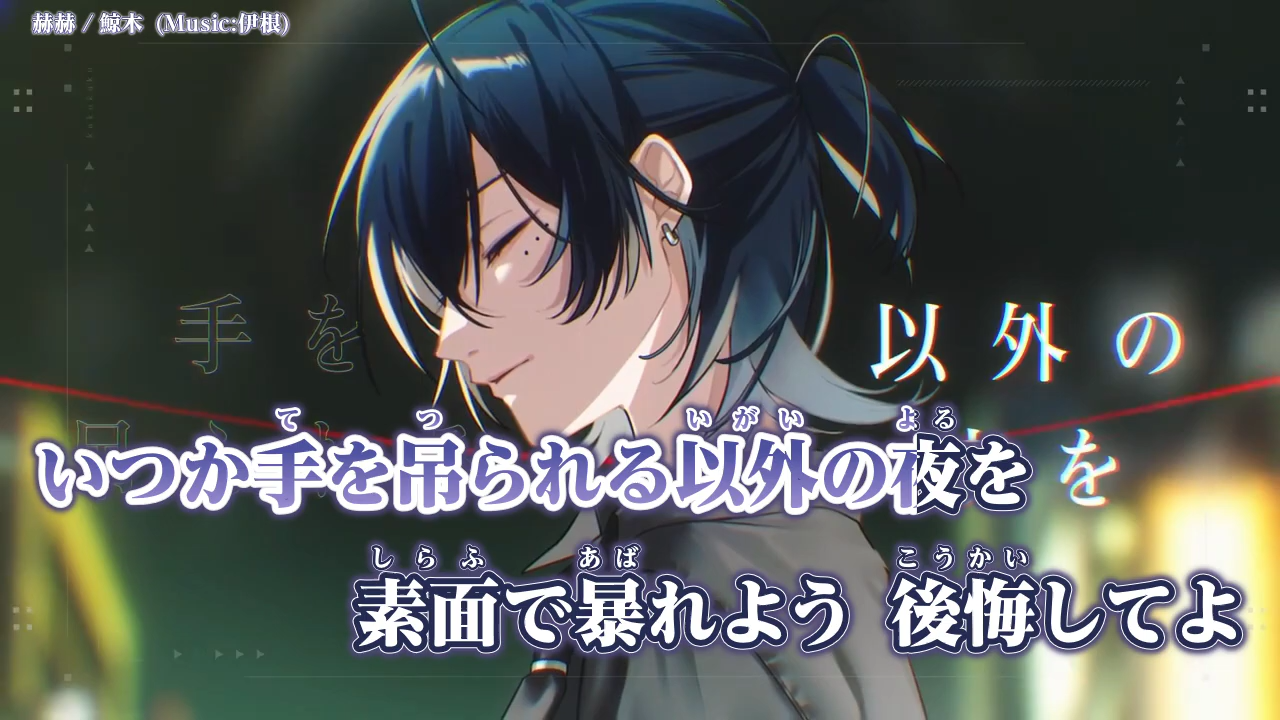 赫赫 / 鯨木 (Music:伊根)
kakukaku
手を
以外の
を
いつか手を吊られる以外の夜を
て つ いがい よる
素面で暴れよう 後悔してよ
しらふ あば こうかい